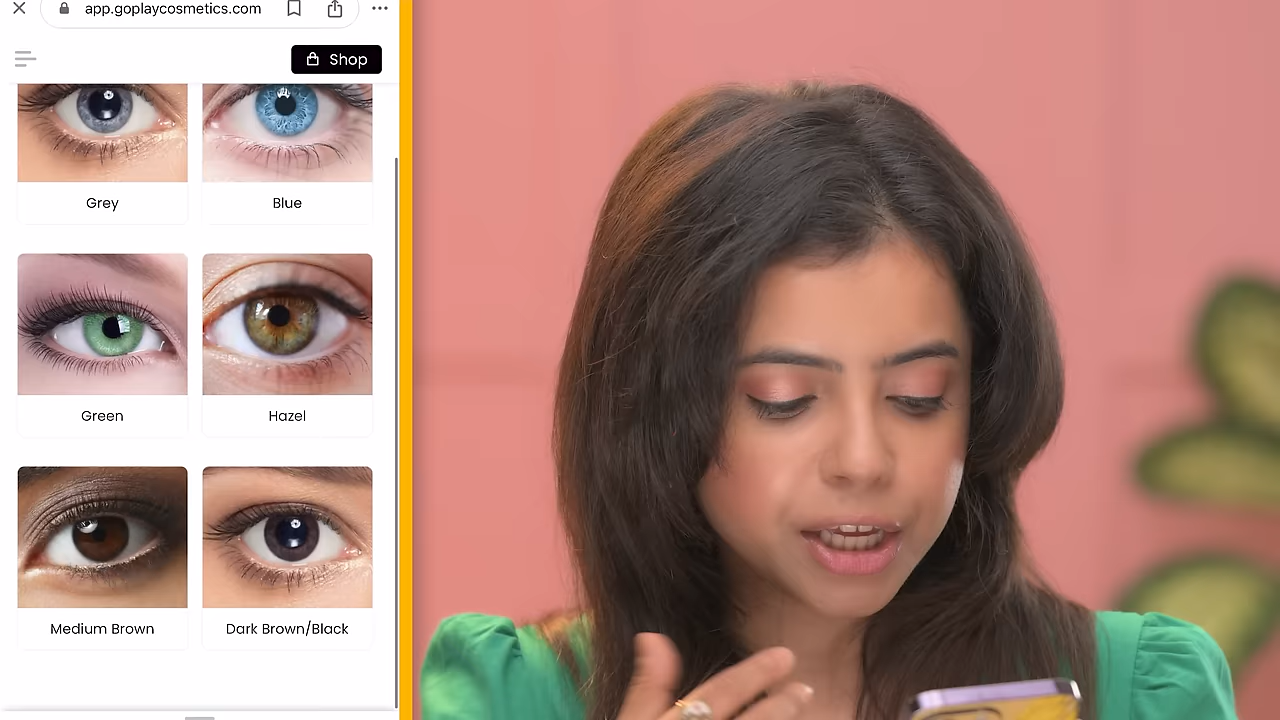 app.goplaycosmetics.com
Shop
Grey
Blue
Green
Hazel
Medium Brown
Dark Brown/Black